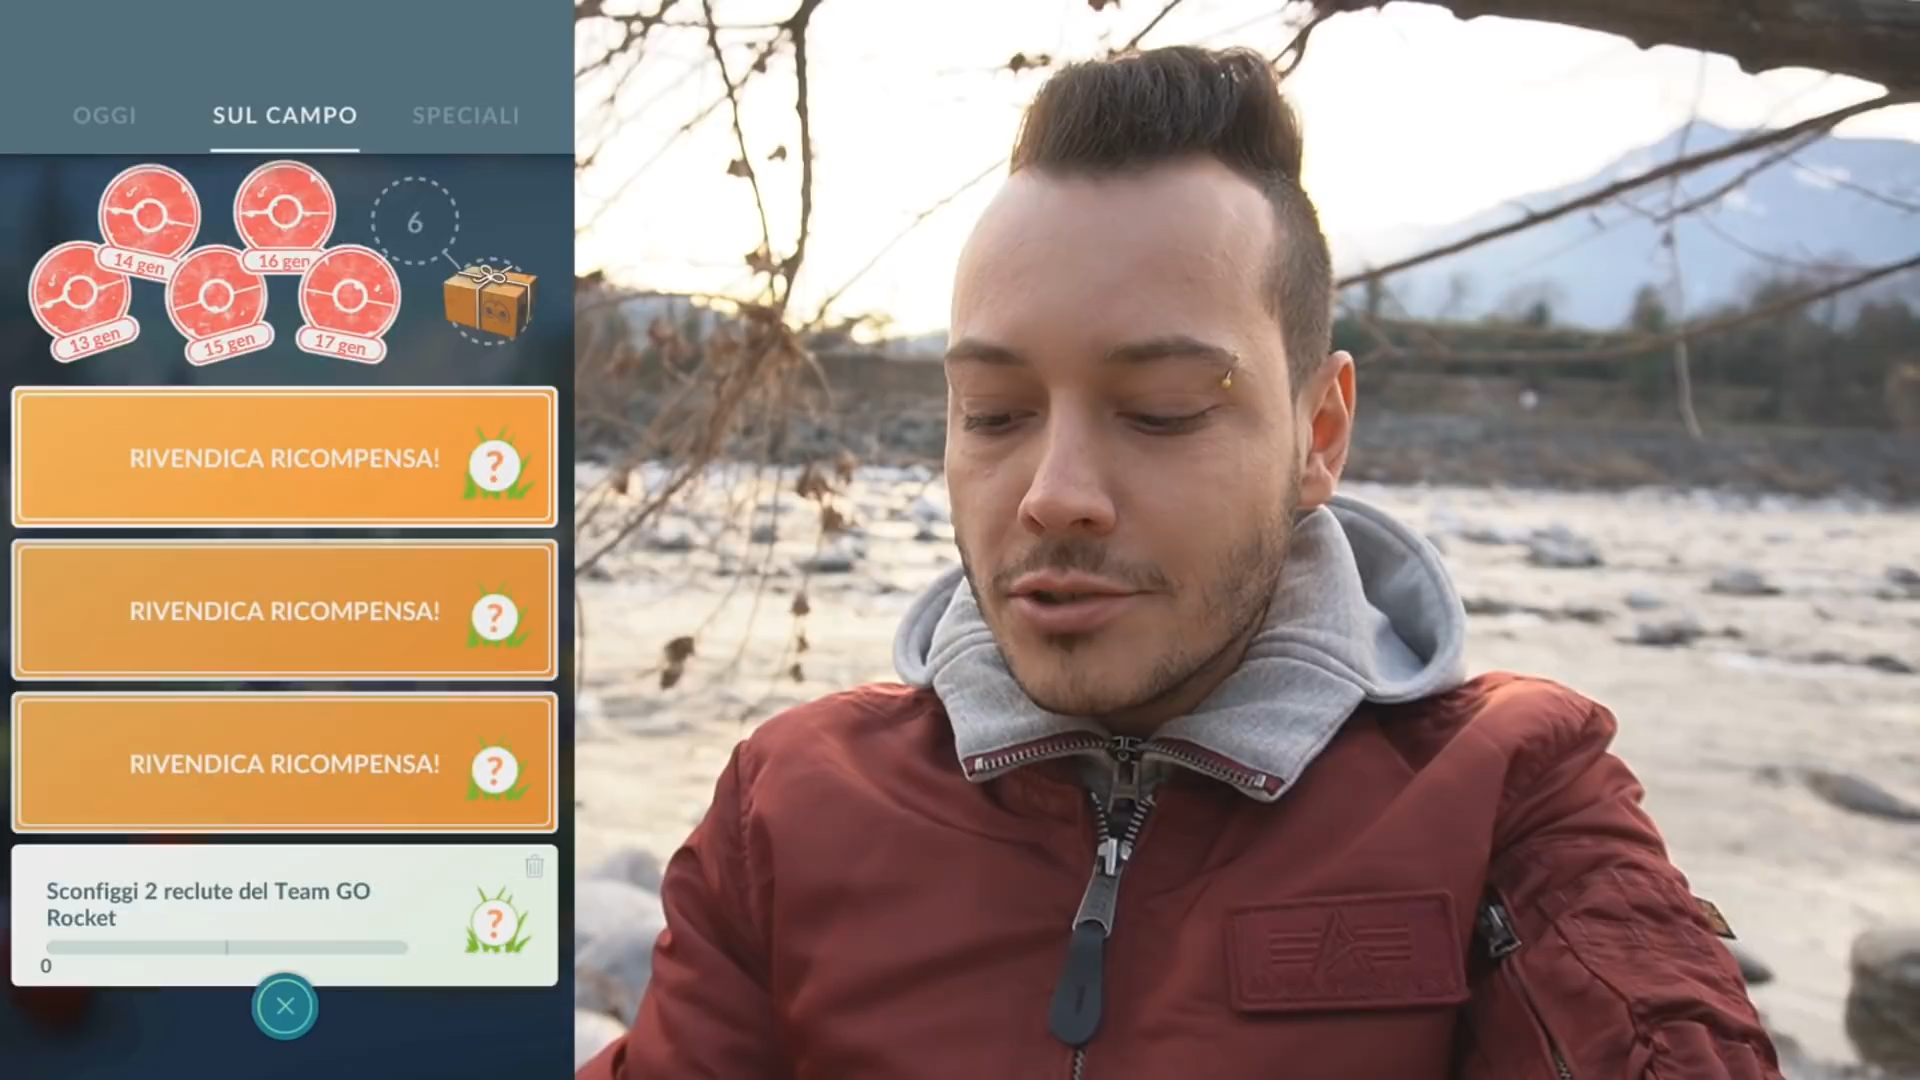 OGGI
SUL CAMPO
SPECIALI
6
14 gen
16 gen
13 gen
15 gen
17 gen
RIVENDICA RICOMPENSA!
?
RIVENDICA RICOMPENSA!
?
RIVENDICA RICOMPENSA!
?
Sconfiggi 2 reclute del Team GO
Rocket
?
0